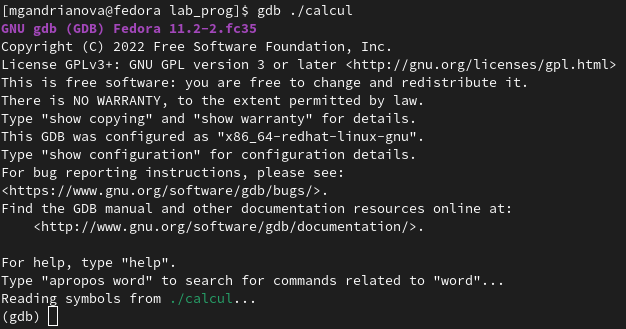 [mgandrianova@fedora lab_prog]$ gdb ./calcul
GNU gdb (GDB) Fedora 11.2-2.fc35
Copyright (C) 2022 Free Software Foundation, Inc.
License GPLv3+: GNU GPL version 3 or later <http://gnu.org/licenses/gpl.html>
This is free software: you are free to change and redistribute it.
There is NO WARRANTY, to the extent permitted by law.
Type "show copying" and "show warranty" for details.
This GDB was configured as "x86_64-redhat-linux-gnu".
Type "show configuration" for configuration details.
For bug reporting instructions, please see:
<https://www.gnu.org/software/gdb/bugs/>.
Find the GDB manual and other documentation resources online at:
    <http://www.gnu.org/software/gdb/documentation/>.

For help, type "help".
Type "apropos word" to search for commands related to "word"...
Reading symbols from ./calcul...
(gdb)